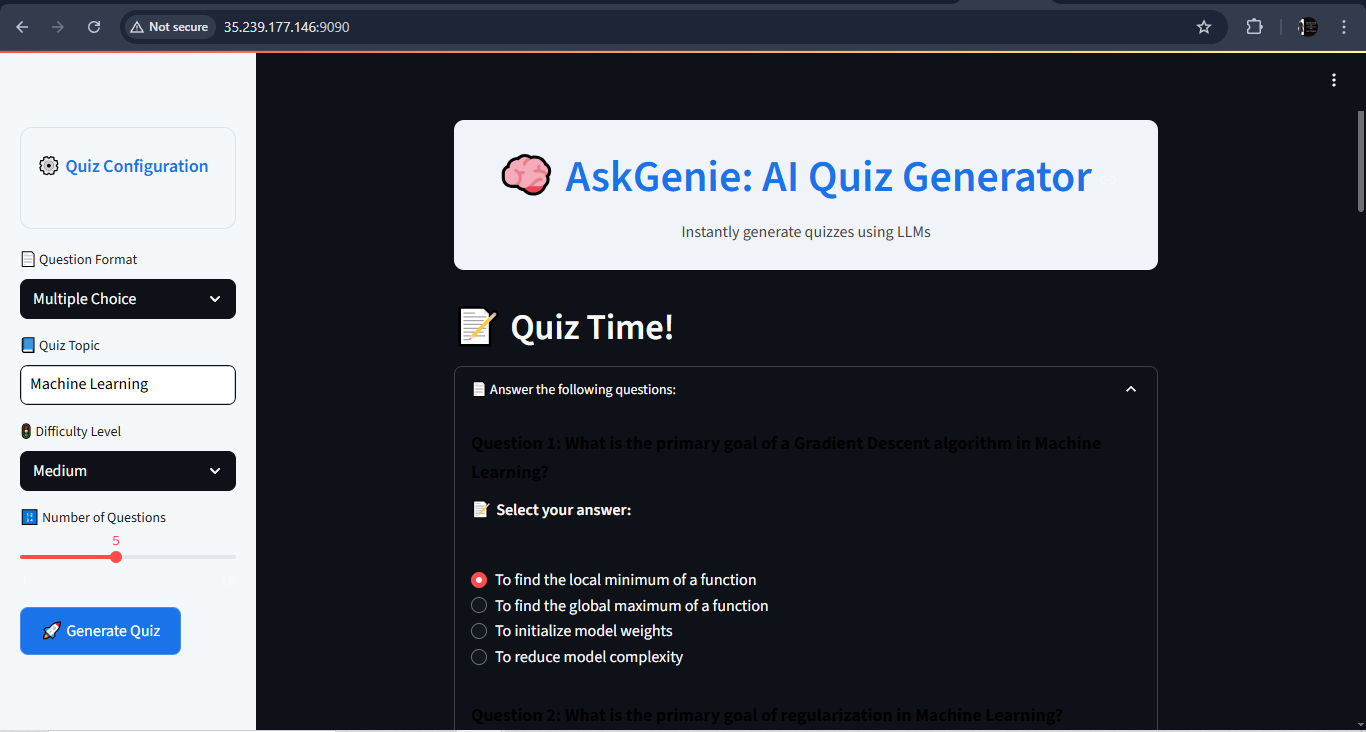 Not secure 35.239.177.146:9090
Quiz Configuration
Question Format
Multiple Choice
Quiz Topic
Machine Learning
Difficulty Level
Medium
Number of Questions
5
Generate Quiz
AskGenie: AI Quiz Generator
Instantly generate quizzes using LLMs
Quiz Time!
Answer the following questions:
Question 1: What is the primary goal of a Gradient Descent algorithm in Machine
Learning?
Select your answer:
To find the local minimum of a function
To find the global maximum of a function
To initialize model weights
To reduce model complexity
Question 2: What is the primary goal of regularization in Machine Learning?